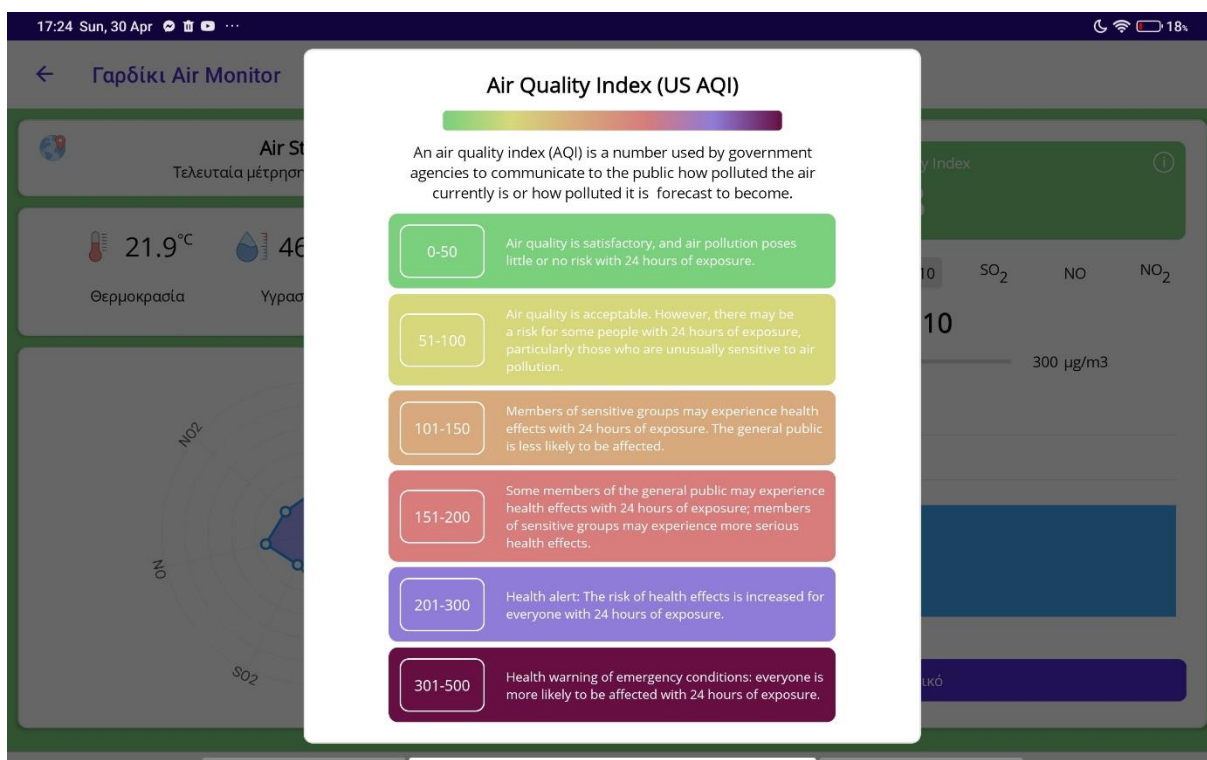 17:24 Sun, 30 Apr
18%
Γαρδίκι Air Monitor
Air Quality Index (US AQI)
An air quality index (AQI) is a number used by government
agencies to communicate to the public how polluted the air
currently is or how polluted it is forecast to become.
0-50
Air quality is satisfactory, and air pollution poses
little or no risk with 24 hours of exposure.
51-100
Air quality is acceptable. However, there may be
a risk for some people with 24 hours of exposure,
particularly those who are unusually sensitive to air
pollution.
101-150
Members of sensitive groups may experience health
effects with 24 hours of exposure. The general public
is less likely to be affected.
151-200
Some members of the general public may experience
health effects with 24 hours of exposure; members
of sensitive groups may experience more serious
health effects.
201-300
Health alert: The risk of health effects is increased for
everyone with 24 hours of exposure.
301-500
Health warning of emergency conditions: everyone is
more likely to be affected with 24 hours of exposure.
Air
Τελευταία
21.9°C
Θερμοκρασία
NO2
NO
SO2
Index
SO2 NO NO2
10
300 µg/m3